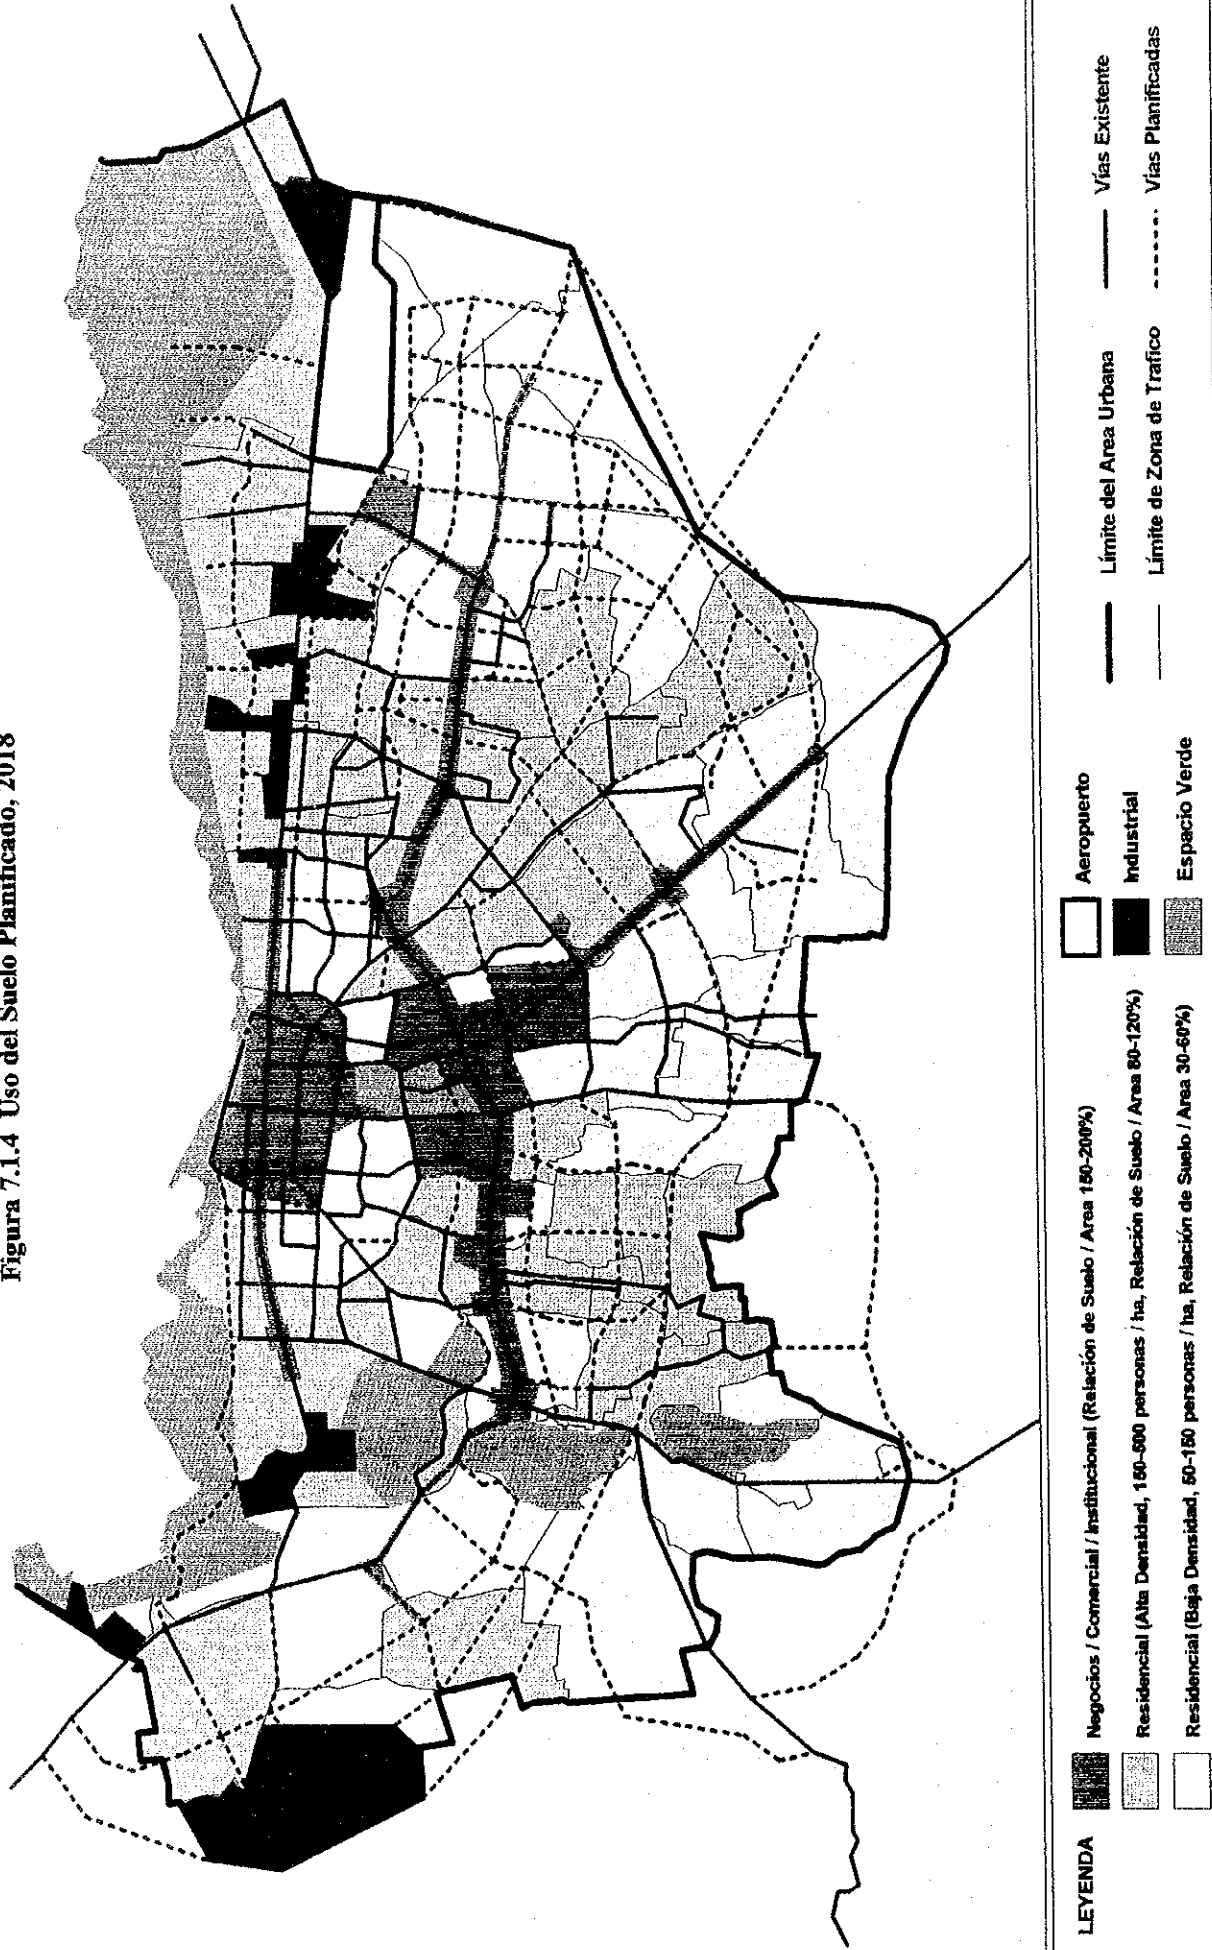 Figura 7.1.4 Uso del Suelo Planificado, 2018
LEYENDA
Negocios / Comercial / Institucional (Relación de Suelo / Area 150-200%)
Residencial (Alta Densidad, 150-600 personas / ha, Relación de Suelo / Area 80-120%)
Residencial (Baja Densidad, 50-150 personas / ha, Relación de Suelo / Area 30-60%)
Aeropuerto
Industrial
Espacio Verde
Límite del Area Urbana
Límite de Zona de Trafico
Vías Existente
Vías Planificadas